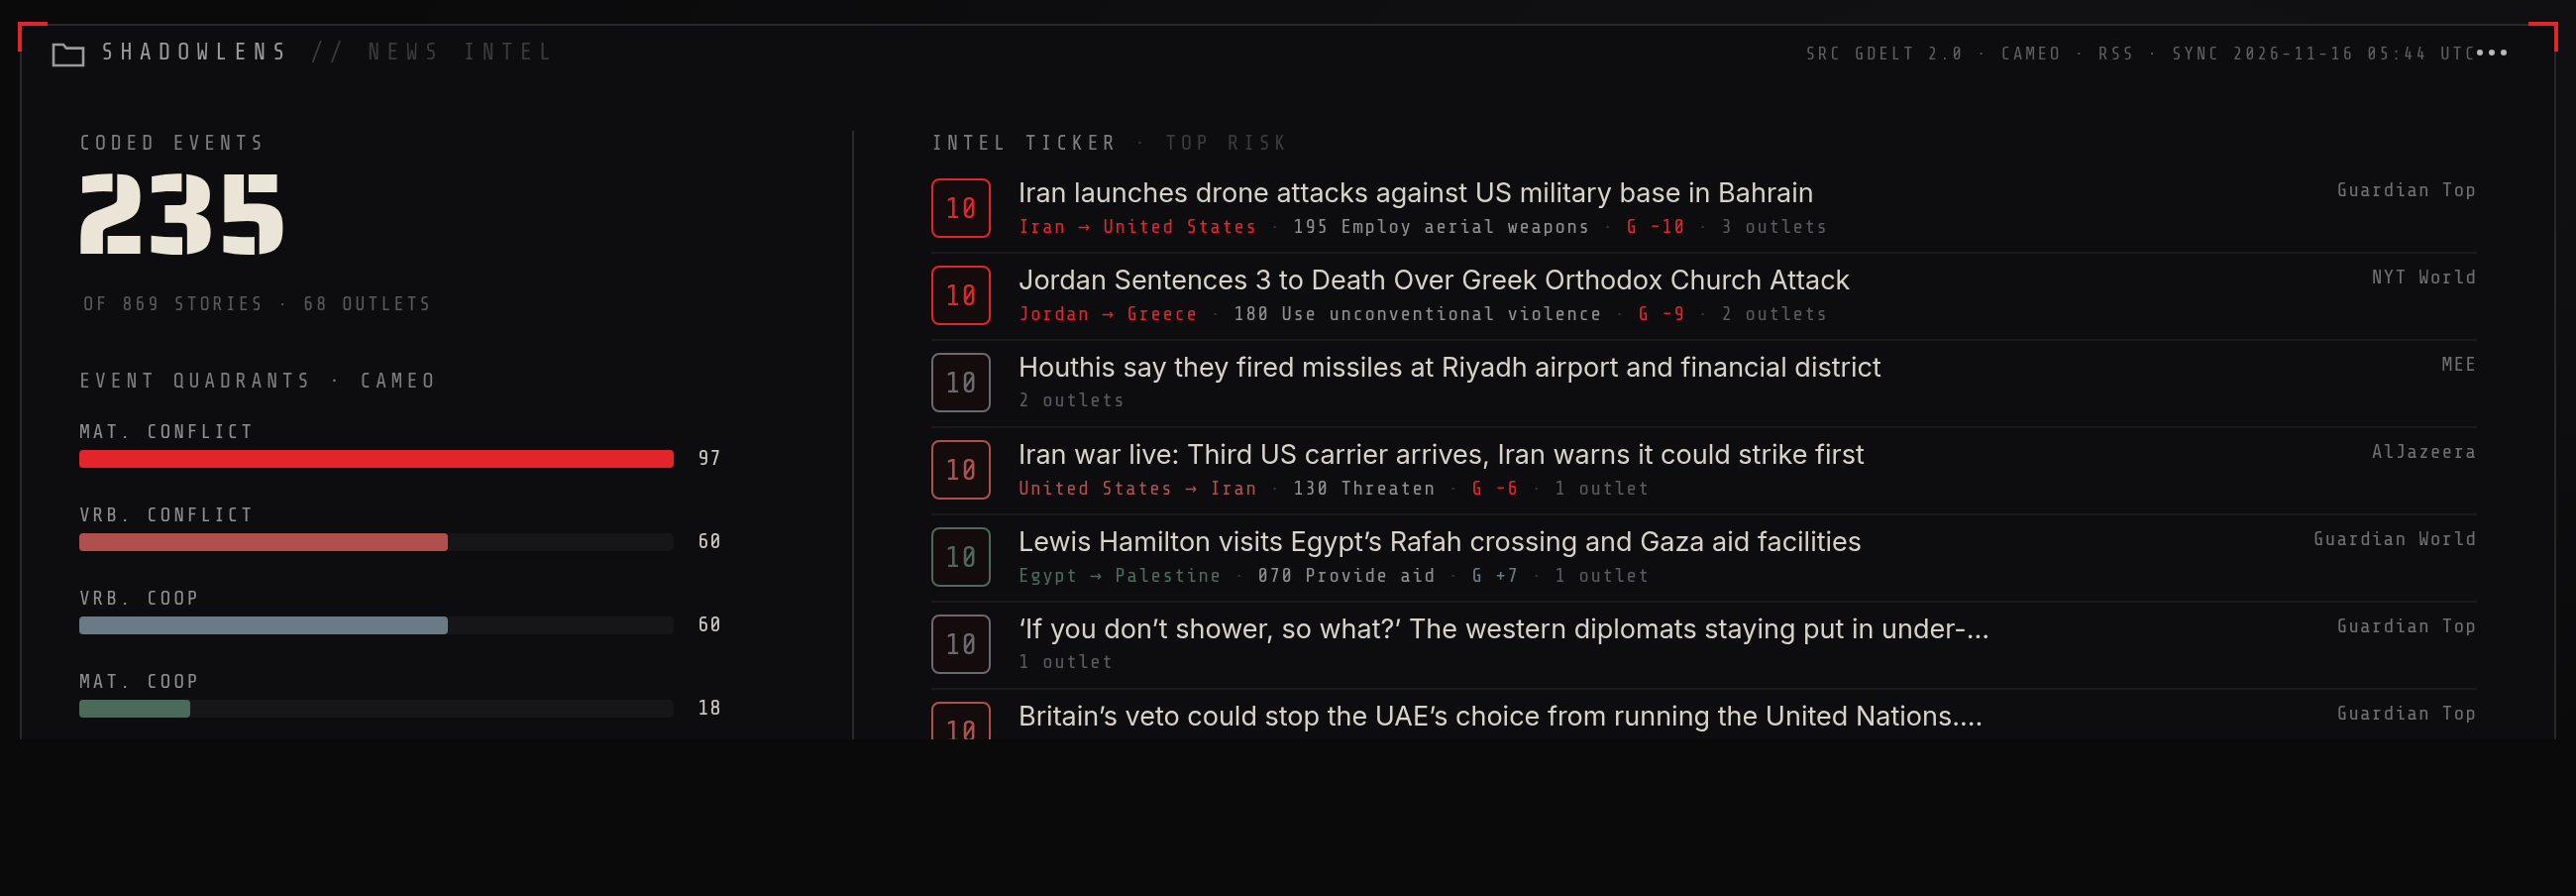 SHADOWLENS // NEWS INTEL
SRC GDELT 2.0 · CAMEO · RSS · SYNC 2026-11-16 05:44 UTC
CODED EVENTS
235
OF 869 STORIES · 68 OUTLETS
EVENT QUADRANTS · CAMEO
MAT. CONFLICT
97
VRB. CONFLICT
60
VRB. COOP
60
MAT. COOP
18
INTEL TICKER · TOP RISK
10 Iran launches drone attacks against US military base in Bahrain Guardian Top
Iran → United States · 195 Employ aerial weapons · G -10 · 3 outlets
10 Jordan Sentences 3 to Death Over Greek Orthodox Church Attack NYT World
Jordan → Greece · 180 Use unconventional violence · G -9 · 2 outlets
10 Houthis say they fired missiles at Riyadh airport and financial district MEE
2 outlets
10 Iran war live: Third US carrier arrives, Iran warns it could strike first AlJazeera
United States → Iran · 130 Threaten · G -6 · 1 outlet
10 Lewis Hamilton visits Egypt’s Rafah crossing and Gaza aid facilities Guardian World
Egypt → Palestine · 070 Provide aid · G +7 · 1 outlet
10 ‘If you don’t shower, so what?’ The western diplomats staying put in under-... Guardian Top
1 outlet
10 Britain’s veto could stop the UAE’s choice from running the United Nations.... Guardian Top